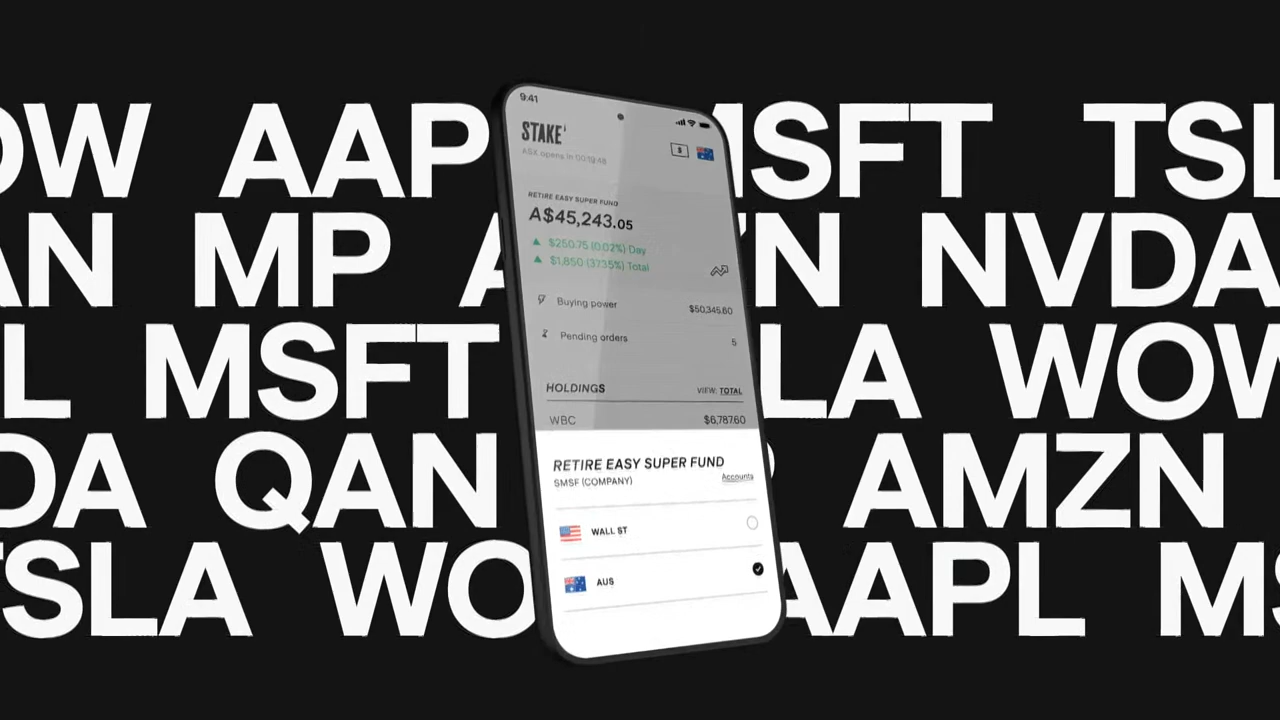 OW AAP MSFT TSL
AN MP A ZN NVDA
L MSFT LA WOW
DA QAN AMZN
TSLA WO AAPL MS
9:41
STAKE
ASX opens in 00:19:48
$
RETIRE EASY SUPER FUND
A$45,243.05
▲ $250.75 (0.02%) Day
▲ $1,850 (37.35%) Total
Buying power $50,345.60
Pending orders 5
HOLDINGS VIEW: TOTAL
WBC $6,787.60
RETIRE EASY SUPER FUND
SMSF (COMPANY) Accounts
WALL ST
AUS